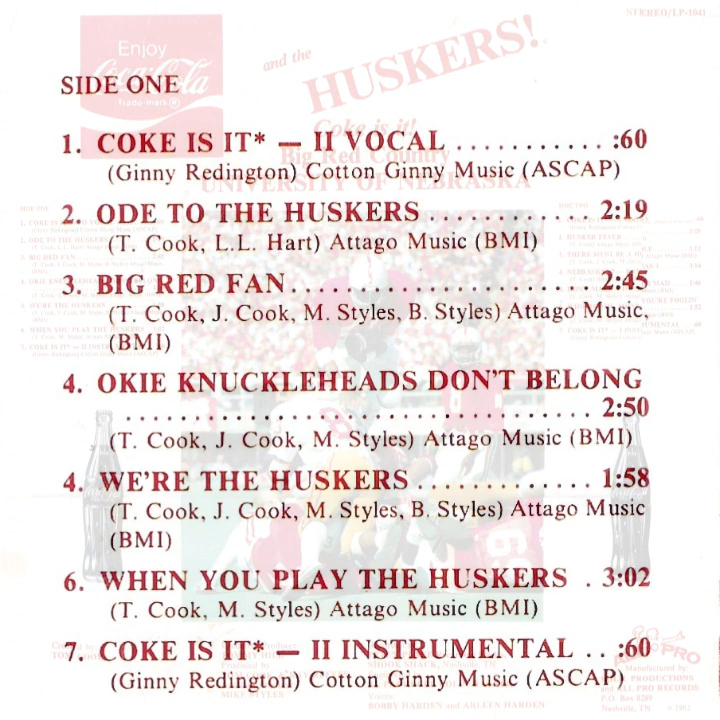 STEREO/LP-1041
Enjoy
Coca-Cola
Trade-mark®
and the
HUSKERS!
SIDE ONE
Coke is it!
1. COKE IS IT* — II VOCAL ............ :60
Big Red Country
(Ginny Redington) Cotton Ginny Music (ASCAP)
UNIVERSITY OF NEBRASKA
2. ODE TO THE HUSKERS .............. 2:19
(T. Cook, L.L. Hart) Attago Music (BMI)
3. BIG RED FAN.......................... 2:45
(T. Cook, J. Cook, M. Styles, B. Styles) Attago Music,
(BMI)
4. OKIE KNUCKLEHEADS DON'T BELONG
.................................... 2:50
(T. Cook, J. Cook, M. Styles) Attago Music (BMI)
4. WE'RE THE HUSKERS ............... 1:58
(T. Cook, J. Cook, M. Styles, B. Styles) Attago Music
(BMI)
6. WHEN YOU PLAY THE HUSKERS . 3:02
(T. Cook, M. Styles) Attago Music (BMI)
7. COKE IS IT* — II INSTRUMENTAL .. :60
(Ginny Redington) Cotton Ginny Music (ASCAP)
Manufactured by:
P.O. Box 8289
Nashville, TN © 1982
BOBBY HARDEN and ARLEEN HARDEN